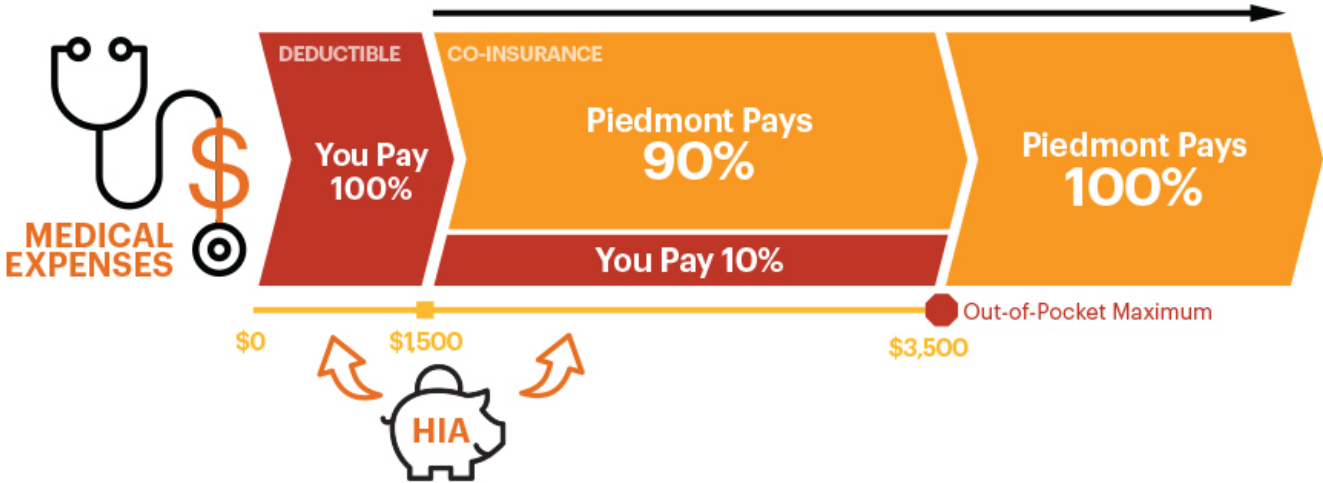 DEDUCTIBLE
CO-INSURANCE
You Pay
100%
Piedmont Pays
90%
You Pay 10%
Piedmont Pays
100%
$
MEDICAL
EXPENSES
$0
$1,500
$3,500
Out-of-Pocket Maximum
HIA